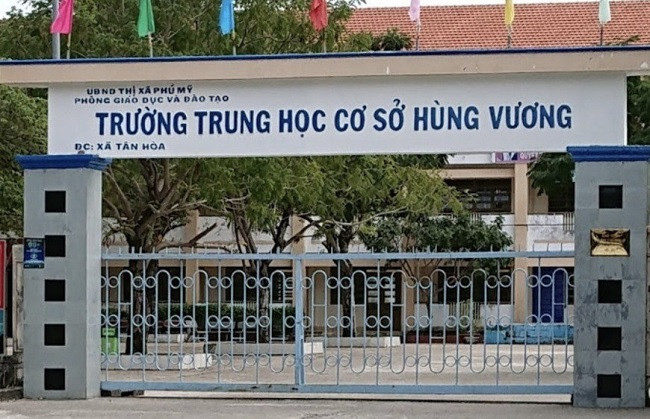 UBND THỊ XÃ PHÚ MỸ
PHÒNG GIÁO DỤC VÀ ĐÀO TẠO
TRƯỜNG TRUNG HỌC CƠ SỞ HÙNG VƯƠNG
ĐC: XÃ TÂN HÒA